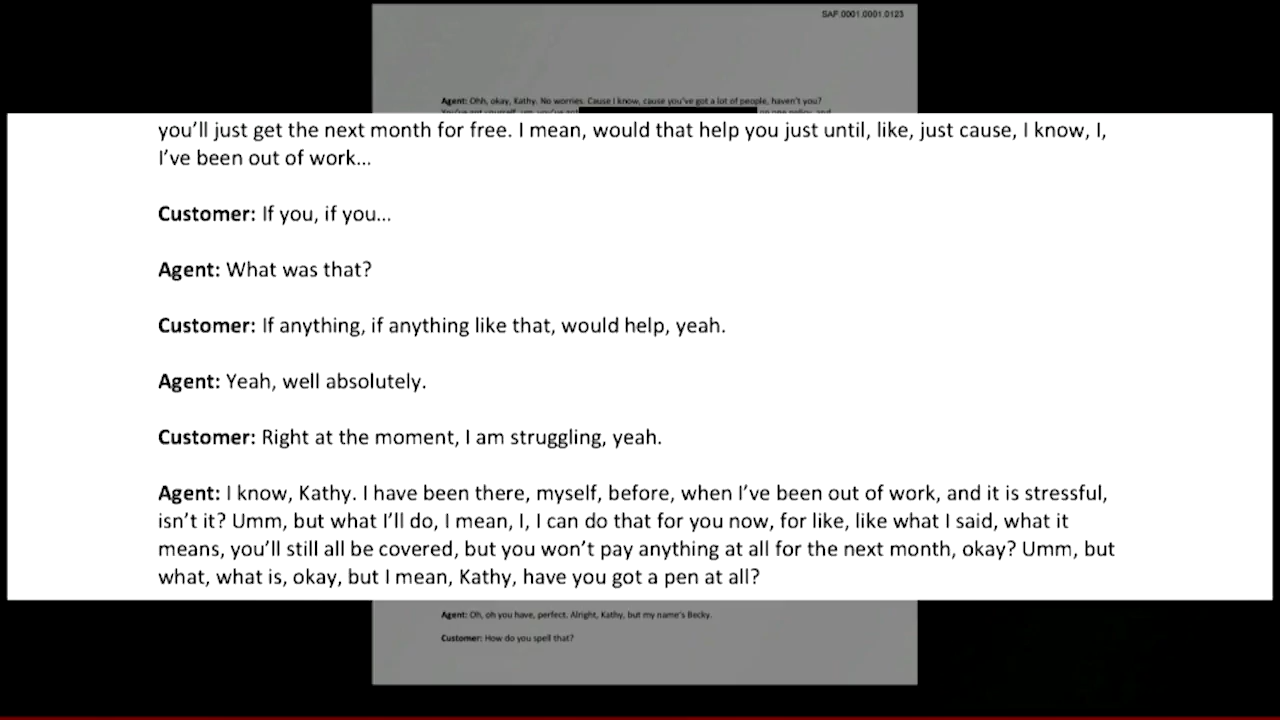 SAF.0001.0001.0123
Agent: Ohh, okay, Kathy. No worries. Cause I know, cause you've got a lot of people, haven't you?
you'll just get the next month for free. I mean, would that help you just until, like, just cause, I know, I,
I've been out of work...
Customer: If you, if you...
Agent: What was that?
Customer: If anything, if anything like that, would help, yeah.
Agent: Yeah, well absolutely.
Customer: Right at the moment, I am struggling, yeah.
Agent: I know, Kathy. I have been there, myself, before, when I've been out of work, and it is stressful,
isn't it? Umm, but what I'll do, I mean, I, I can do that for you now, for like, like what I said, what it
means, you'll still all be covered, but you won't pay anything at all for the next month, okay? Umm, but
what, what is, okay, but I mean, Kathy, have you got a pen at all?
Agent: Oh, oh you have, perfect. Alright, Kathy, but my name's Becky.
Customer: How do you spell that?